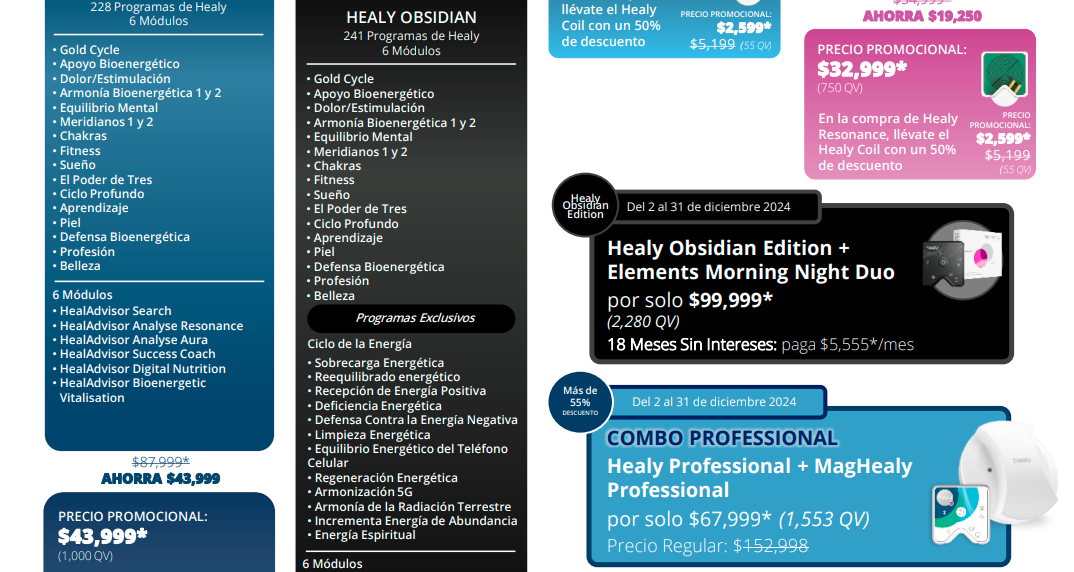 228 Programas de Healy
6 Módulos
• Gold Cycle
• Apoyo Bioenergético
• Dolor/Estimulación
• Armonía Bioenergética 1 y 2
• Equilibrio Mental
• Meridianos 1 y 2
• Chakras
• Fitness
• Sueño
• El Poder de Tres
• Ciclo Profundo
• Aprendizaje
• Piel
• Defensa Bioenergética
• Profesión
• Belleza
6 Módulos
• HealAdvisor Search
• HealAdvisor Analyse Resonance
• HealAdvisor Analyse Aura
• HealAdvisor Success Coach
• HealAdvisor Digital Nutrition
• HealAdvisor Bioenergetic
Vitalisation
$87,999*
AHORRA $43,999
PRECIO PROMOCIONAL:
$43,999*
(1,000 QV)
HEALY OBSIDIAN
241 Programas de Healy
6 Módulos
• Gold Cycle
• Apoyo Bioenergético
• Dolor/Estimulación
• Armonía Bioenergética 1 y 2
• Equilibrio Mental
• Meridianos 1 y 2
• Chakras
• Fitness
• Sueño
• El Poder de Tres
• Ciclo Profundo
• Aprendizaje
• Piel
• Defensa Bioenergética
• Profesión
• Belleza
Programas Exclusivos
Ciclo de la Energía
• Sobrecarga Energética
• Reequilibrado energético
• Recepción de Energía Positiva
• Deficiencia Energética
• Defensa Contra la Energía Negativa
• Limpieza Energética
• Equilibrio Energético del Teléfono
Celular
• Regeneración Energética
• Armonización 5G
• Armonía de la Radiación Terrestre
• Incrementa Energía de Abundancia
• Energía Espiritual
6 Módulos
llévate el Healy
Coil con un 50%
de descuento
PRECIO PROMOCIONAL:
$2,599*
$5,199 (55 QV)
AHORRA $19,250
PRECIO PROMOCIONAL:
$32,999*
(750 QV)
En la compra de Healy
Resonance, llévate el
Healy Coil con un 50%
de descuento
PRECIO
PROMOCIONAL:
$2,599*
$5,199
(55 QV)
Healy
Obsidian
Edition
Del 2 al 31 de diciembre 2024
Healy Obsidian Edition +
Elements Morning Night Duo
por solo $99,999*
(2,280 QV)
18 Meses Sin Intereses: paga $5,555*/mes
Más de
55%
DESCUENTO
Del 2 al 31 de diciembre 2024
COMBO PROFESSIONAL
Healy Professional + MagHealy
Professional
por solo $67,999* (1,553 QV)
Precio Regular: $152,998